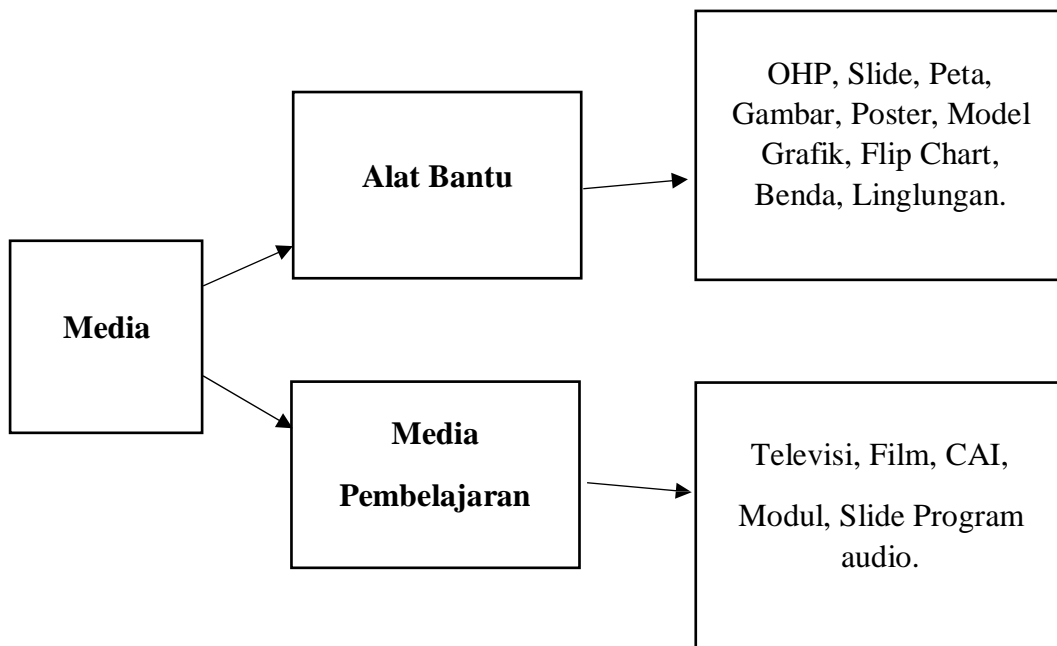 Media
Alat Bantu
OHP, Slide, Peta,
Gambar, Poster, Model
Grafik, Flip Chart,
Benda, Linglungan.
Media
Pembelajaran
Televisi, Film, CAI,
Modul, Slide Program
audio.